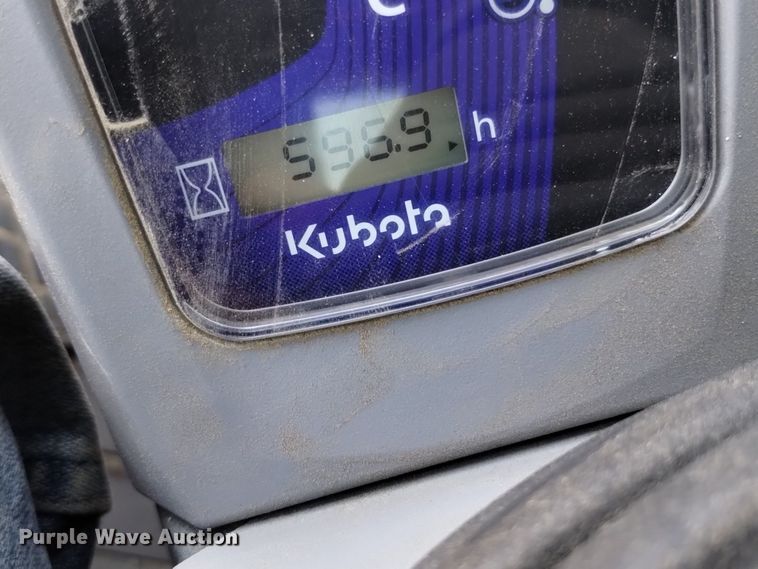 C
596.9 h
Kubota
Purple Wave Auction